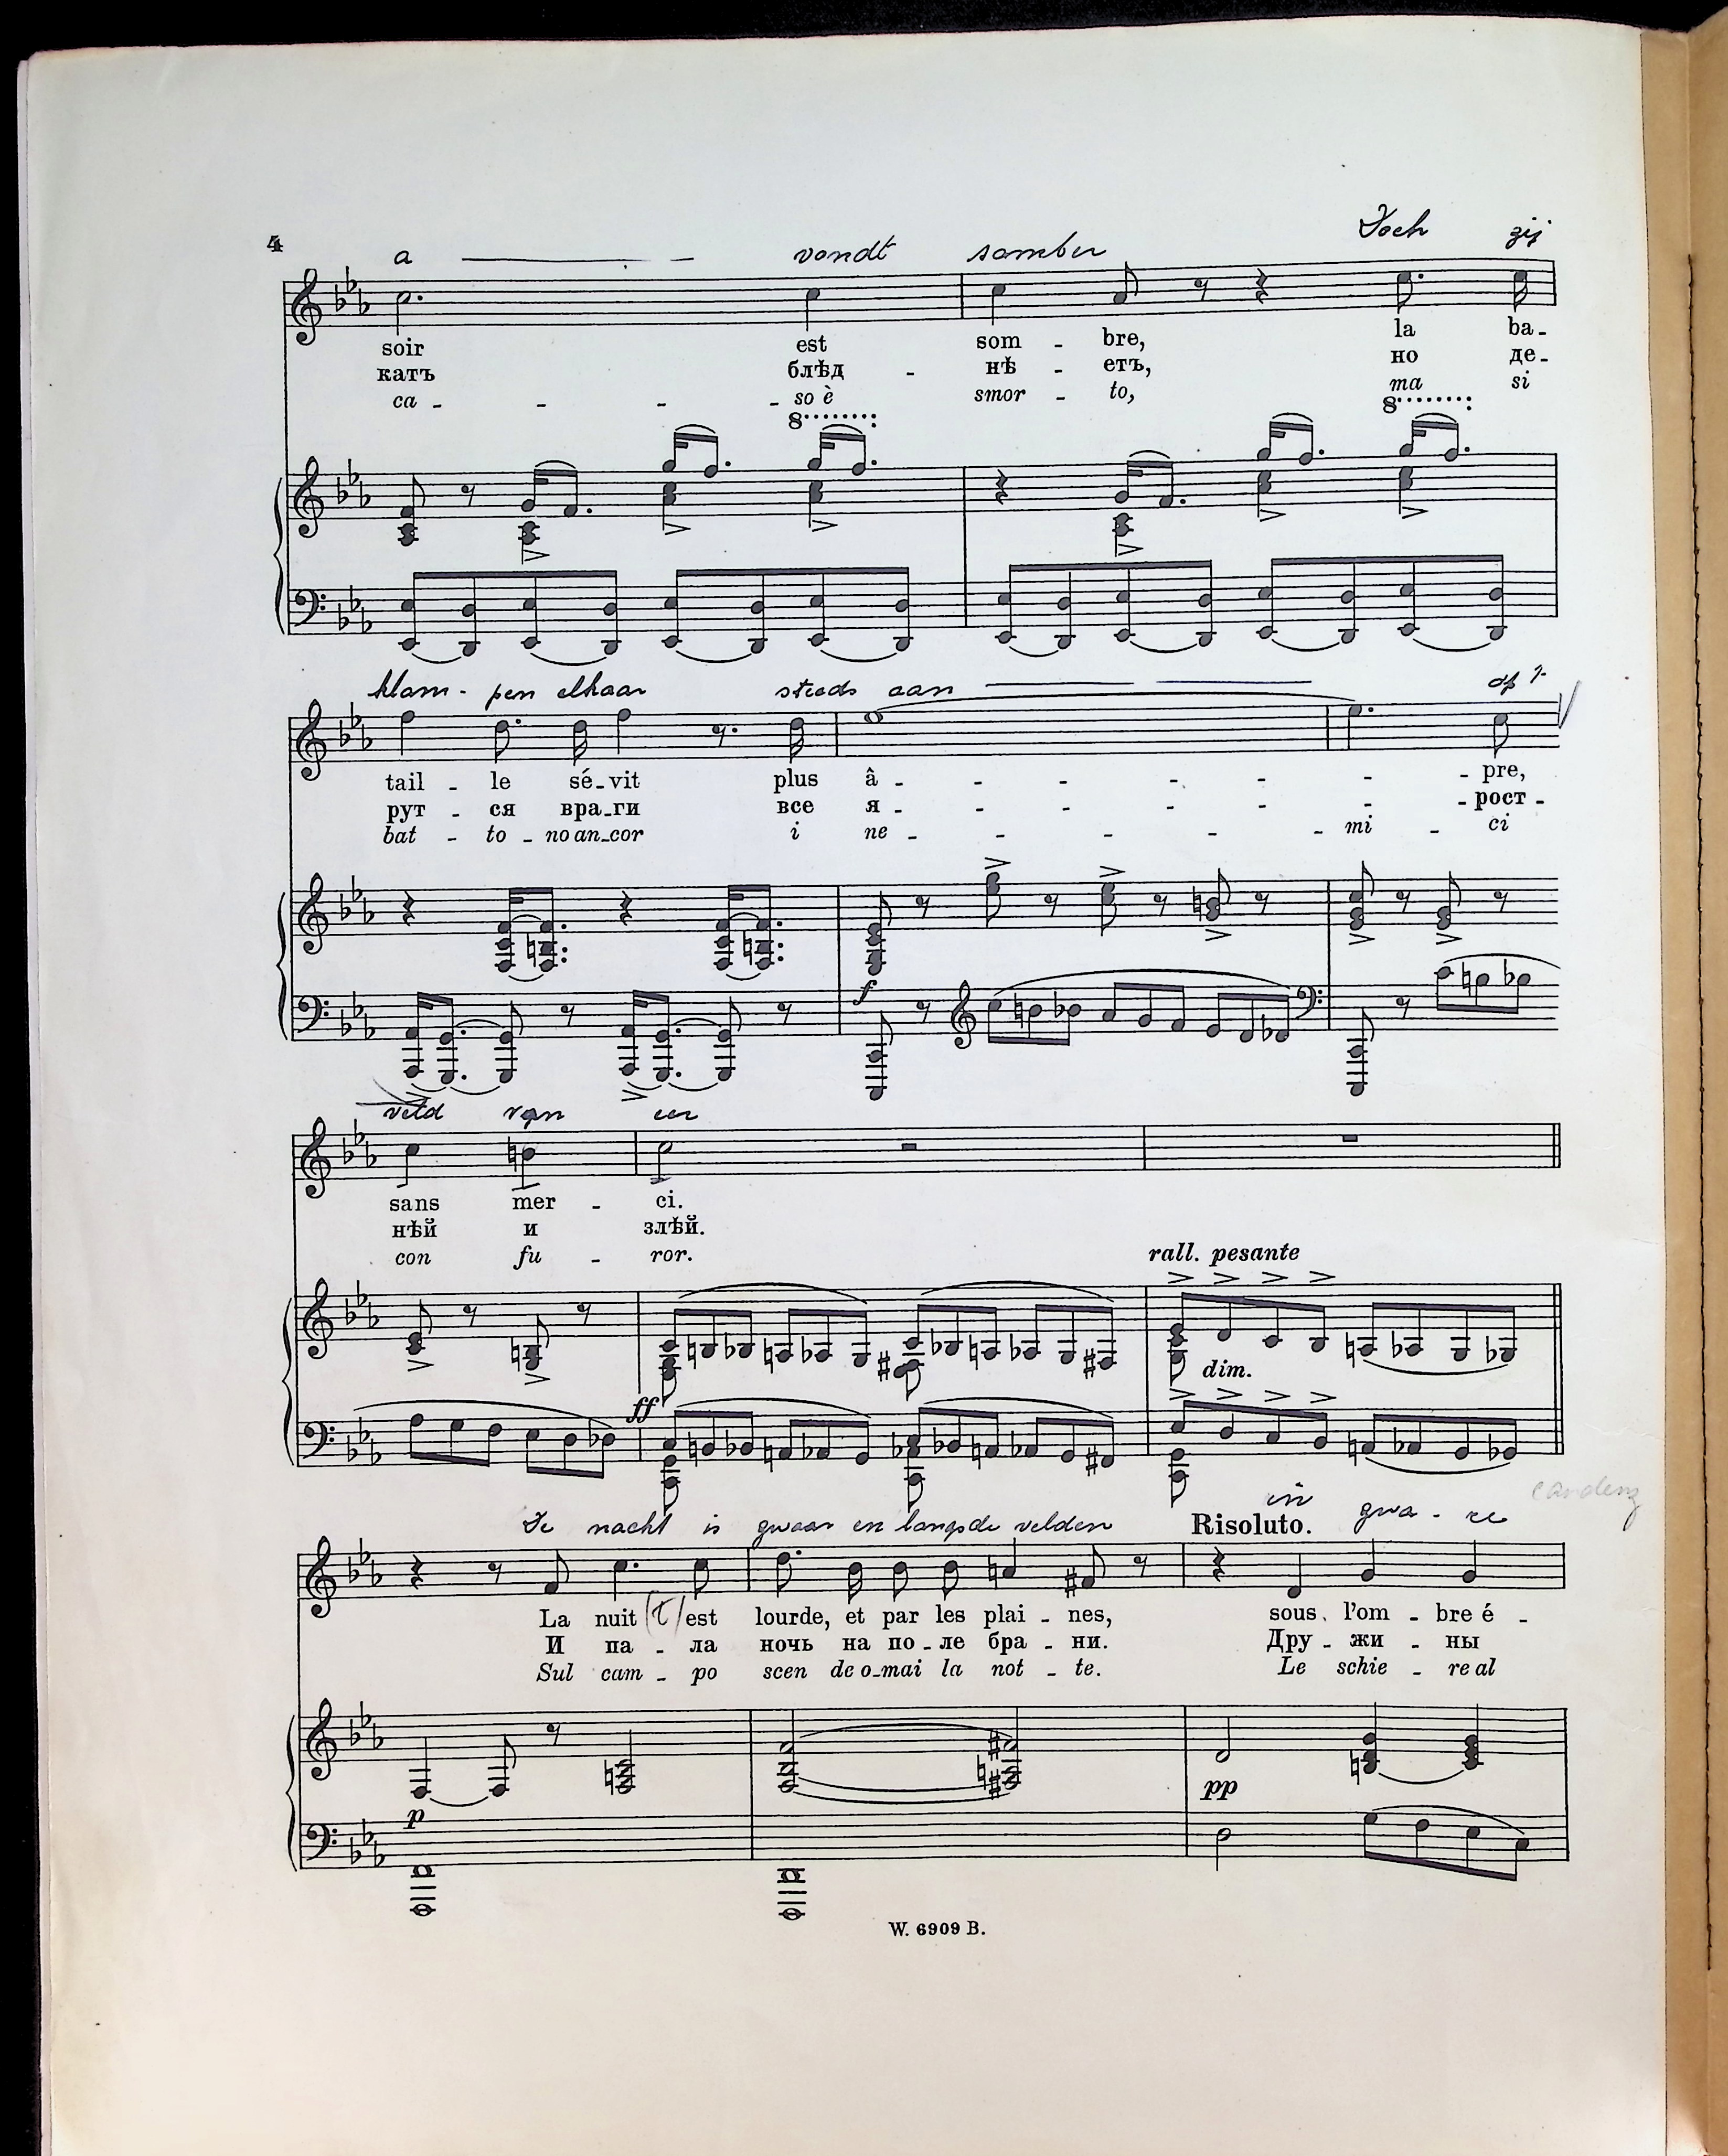 4
a vondt somber Toch zij
soir est som - bre, la ba -
катъ блѣд - нѣ - етъ, но де -
ca - - - - so è smor - to, ma si
8 8
klam - pen elkaar steeds aan op 't
tail - le sé - vit plus â - - - - - - - pre,
рут - ся вра - ги все я - - - - - - - рост -
bat - to - no an - cor i ne - - - - - - mi - ci
f
veld van eer
sans mer - ci.
нѣй и злѣй.
con fu - ror.
rall. pesante
dim.
ff
candenz
De nacht is zwaar en langs de velden in zwa - re
Risoluto.
La nuit (t) est lourde, et par les plai - nes, sous l'om - bre é -
И па - ла ночь на по - ле бра - ни. Дру - жи - ны
Sul cam - po scen de o - mai la not - te. Le schie - re al
pp
p
W. 6909 B.